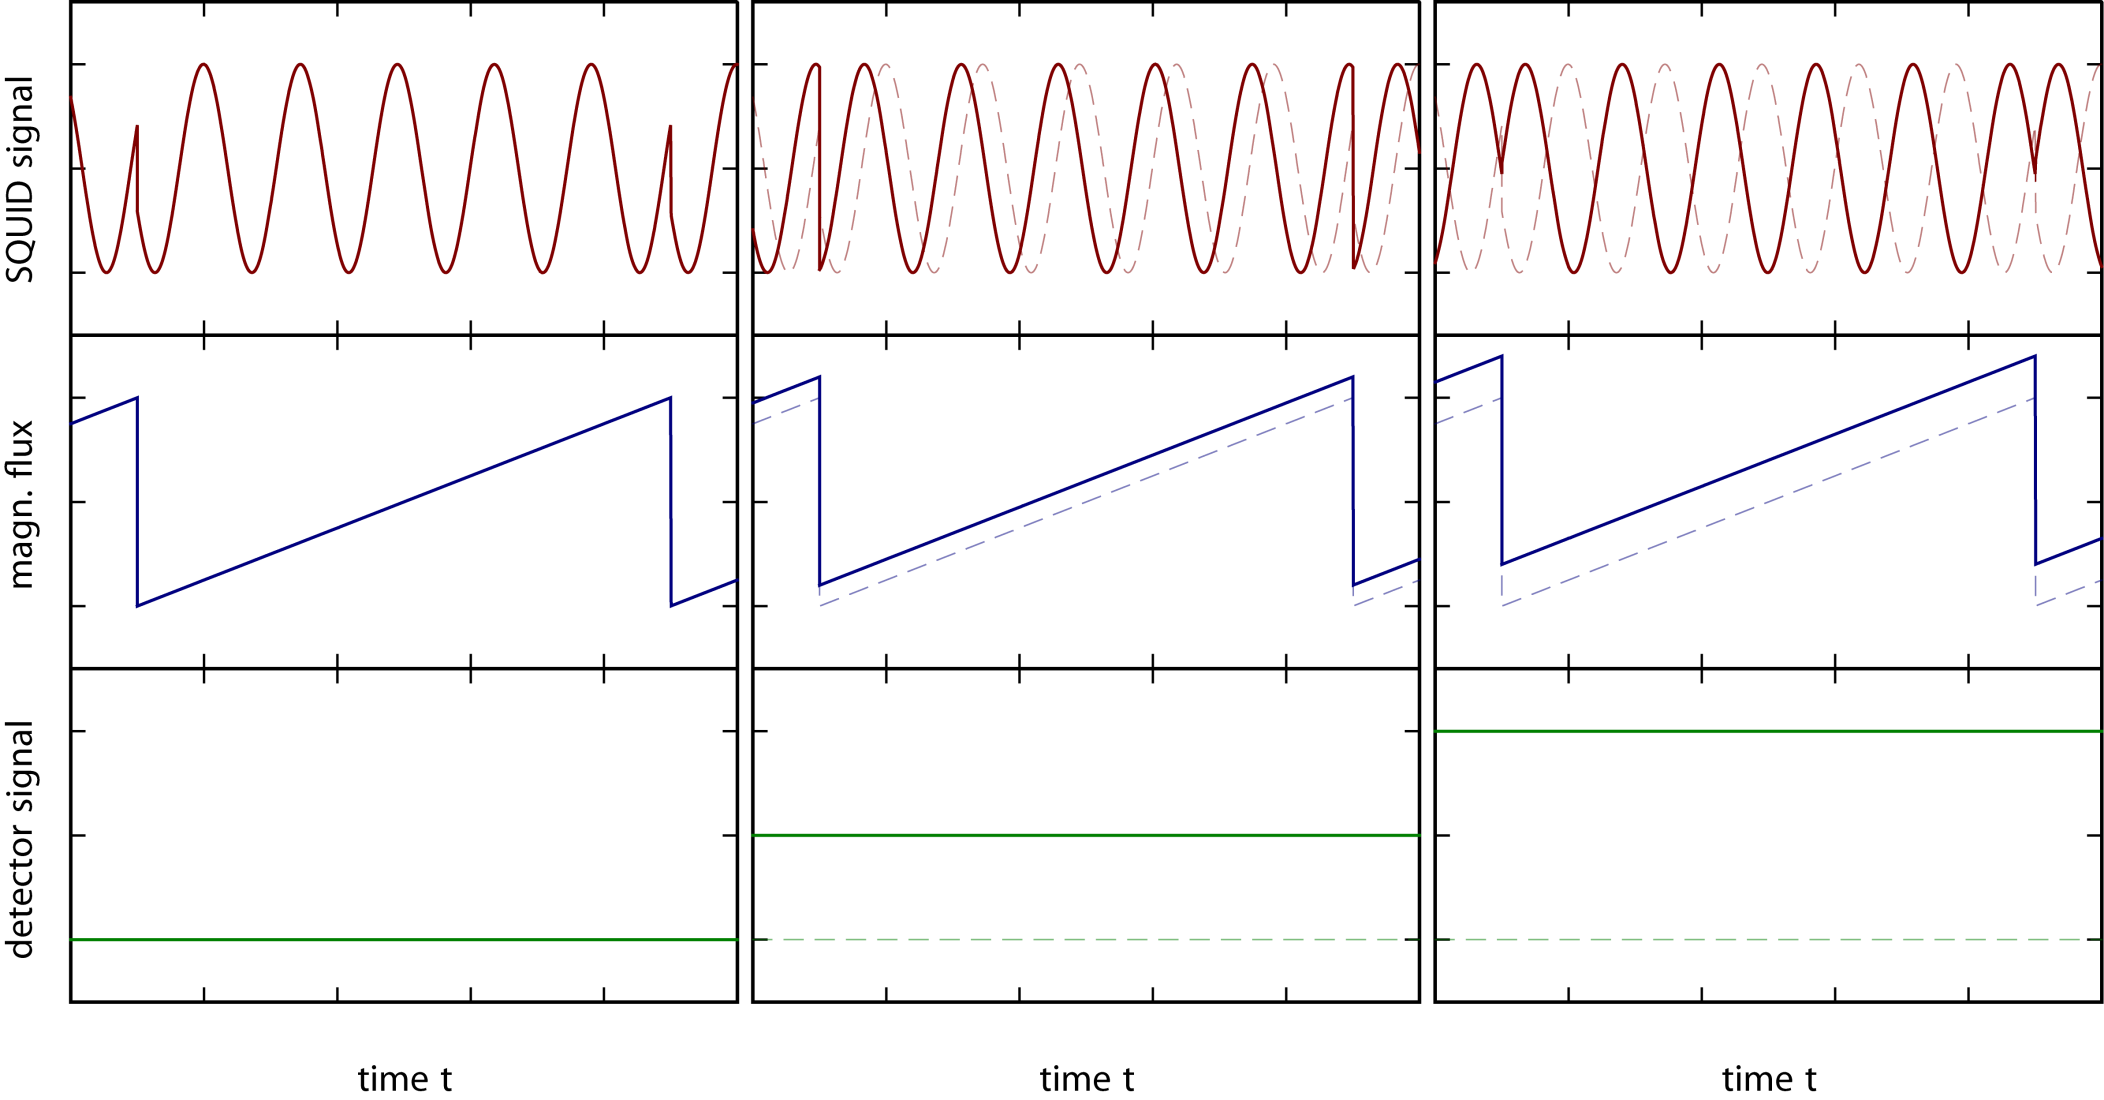 SQUID signal
magn. flux
detector signal
time t
time t
time t